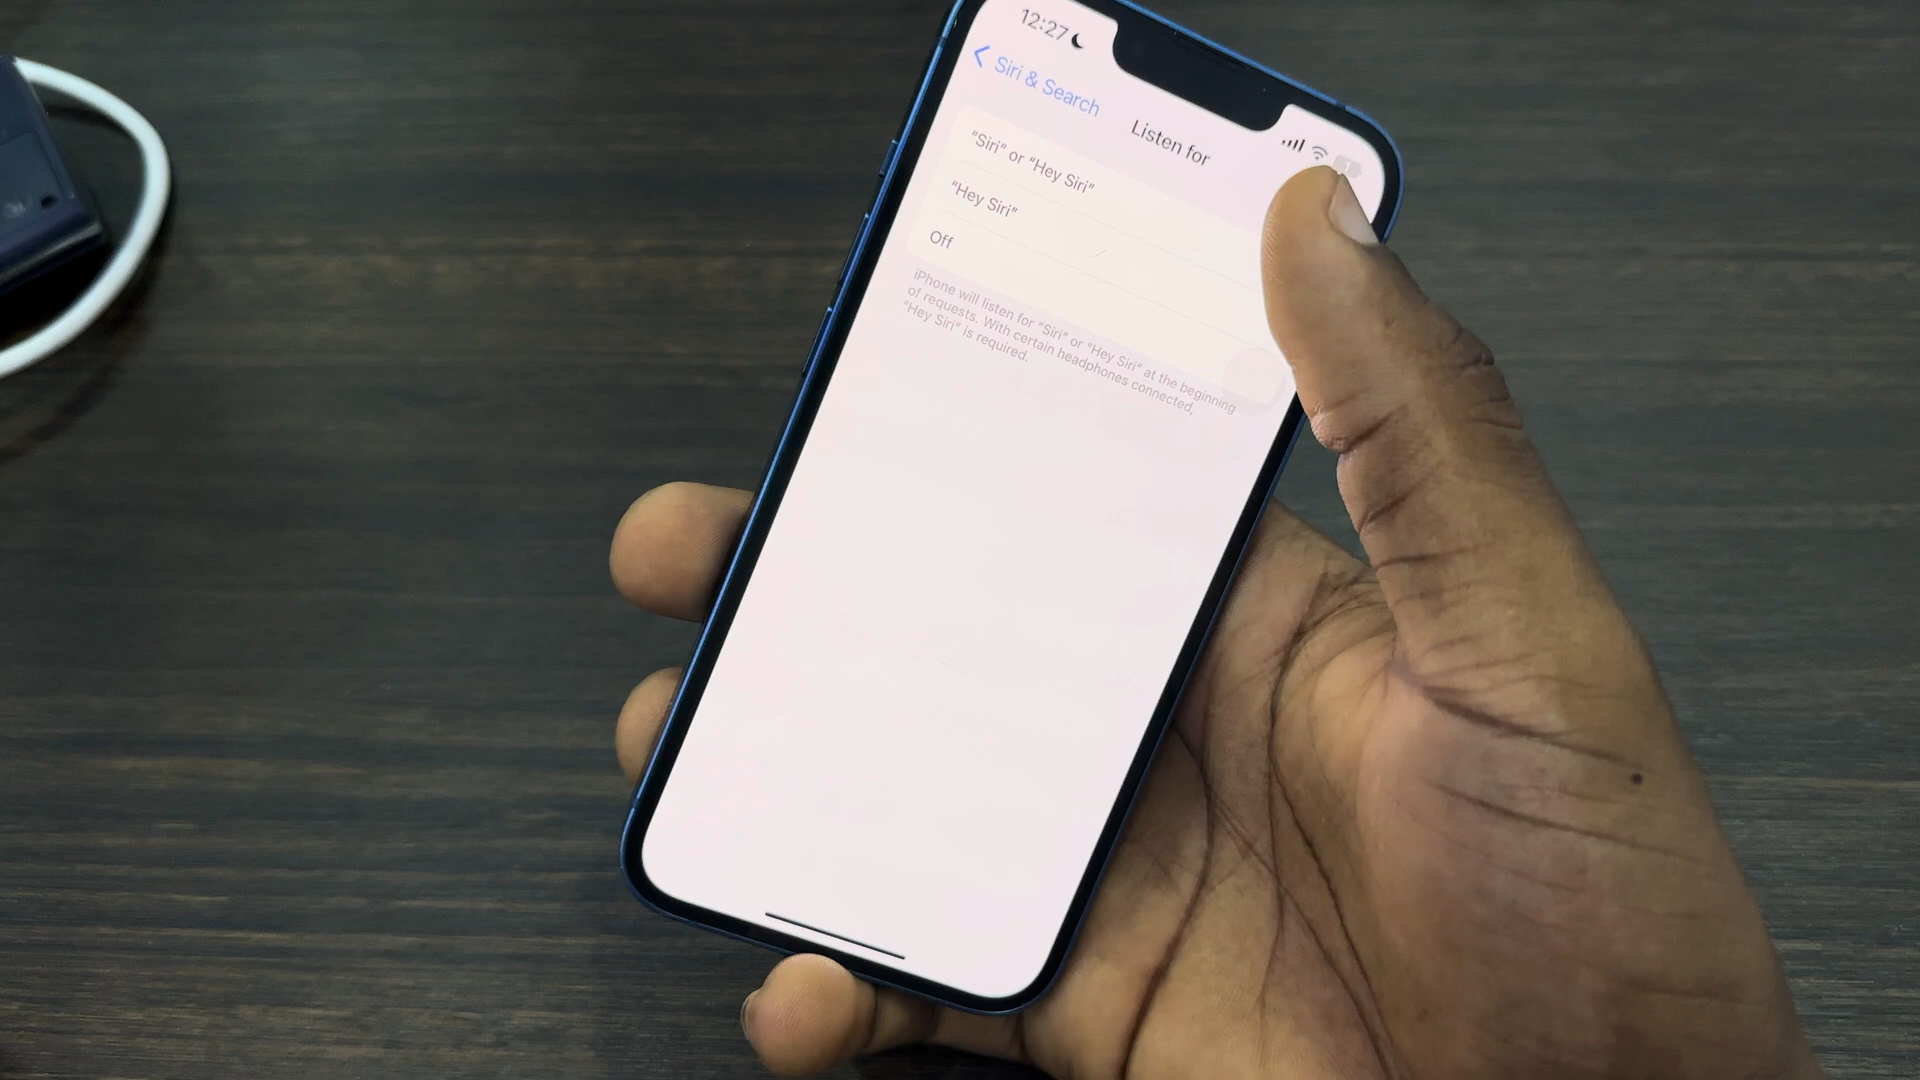 12:27
Siri & Search
Listen for
“Siri” or “Hey Siri”
“Hey Siri”
Off
iPhone will listen for “Siri” or “Hey Siri” at the beginning
of requests. With certain headphones connected,
“Hey Siri” is required.